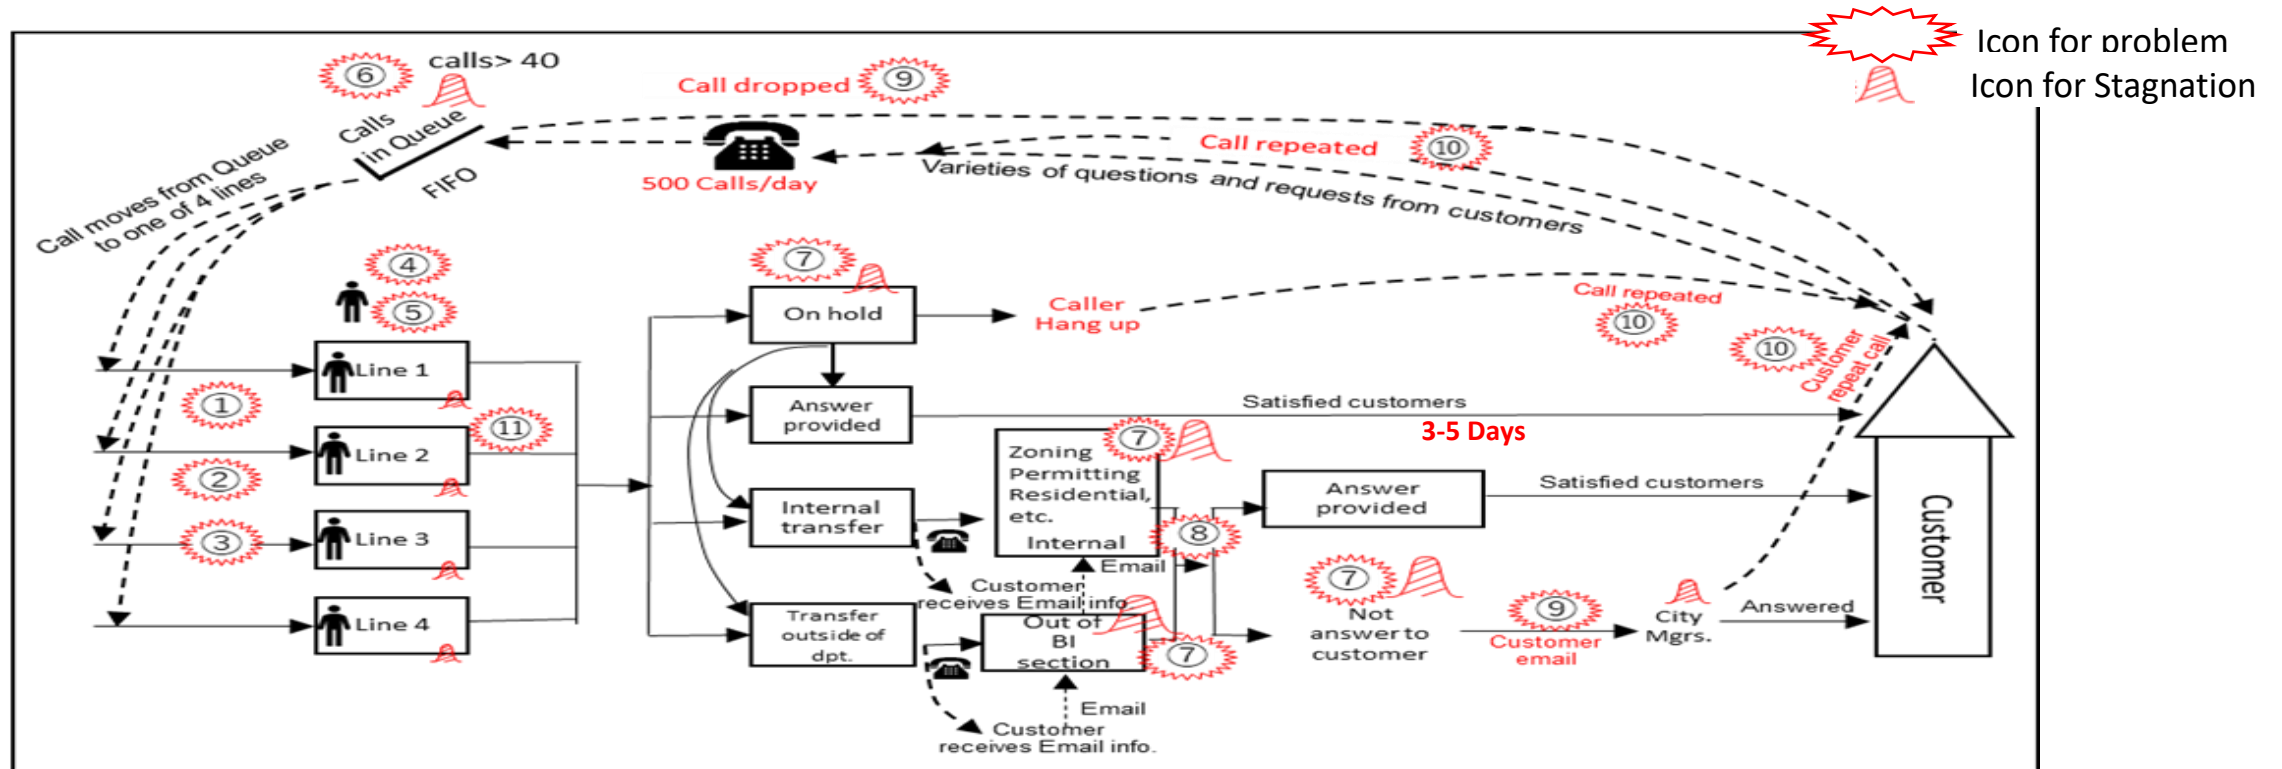 Icon for problem
Icon for Stagnation
6
calls> 40
Call dropped
9
Calls
in Queue
FIFO
500 Calls/day
Call repeated
10
Varieties of questions and requests from customers
Call moves from Queue
to one of 4 lines
4
5
7
On hold
Caller
Hang up
Call repeated
10
10
Customer
repeat call
Line 1
1
11
Answer
provided
Satisfied customers
3-5 Days
Line 2
2
7
Zoning
Permitting
Residential,
etc.
Internal
Internal
transfer
Answer
provided
Satisfied customers
Customer
3
Line 3
8
Email
Customer
receives Email info
7
Not
answer to
customer
9
Customer
email
City
Mgrs.
Answered
Line 4
Transfer
outside of
dpt.
Out of
BI
section
7
Email
Customer
receives Email info.